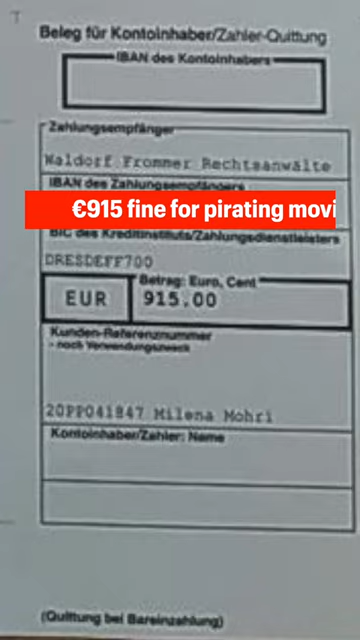 Beleg für Kontoinhaber/Zahler-Quittung
IBAN des Kontoinhabers
Zahlungsempfänger
Waldorf Frommer Rechtsanwälte
IBAN des Zahlungsempfängers
€915 fine for pirating movi
BIC des Kreditinstituts/Zahlungsdienstleisters
DRESDEFF700
Betrag: Euro, Cent
EUR 915.00
Kunden-Referenznummer
- noch Verwendungszweck
20PP041847 Milena Mohri
Kontoinhaber/Zahler: Name
(Quittung bei Bareinzahlung)